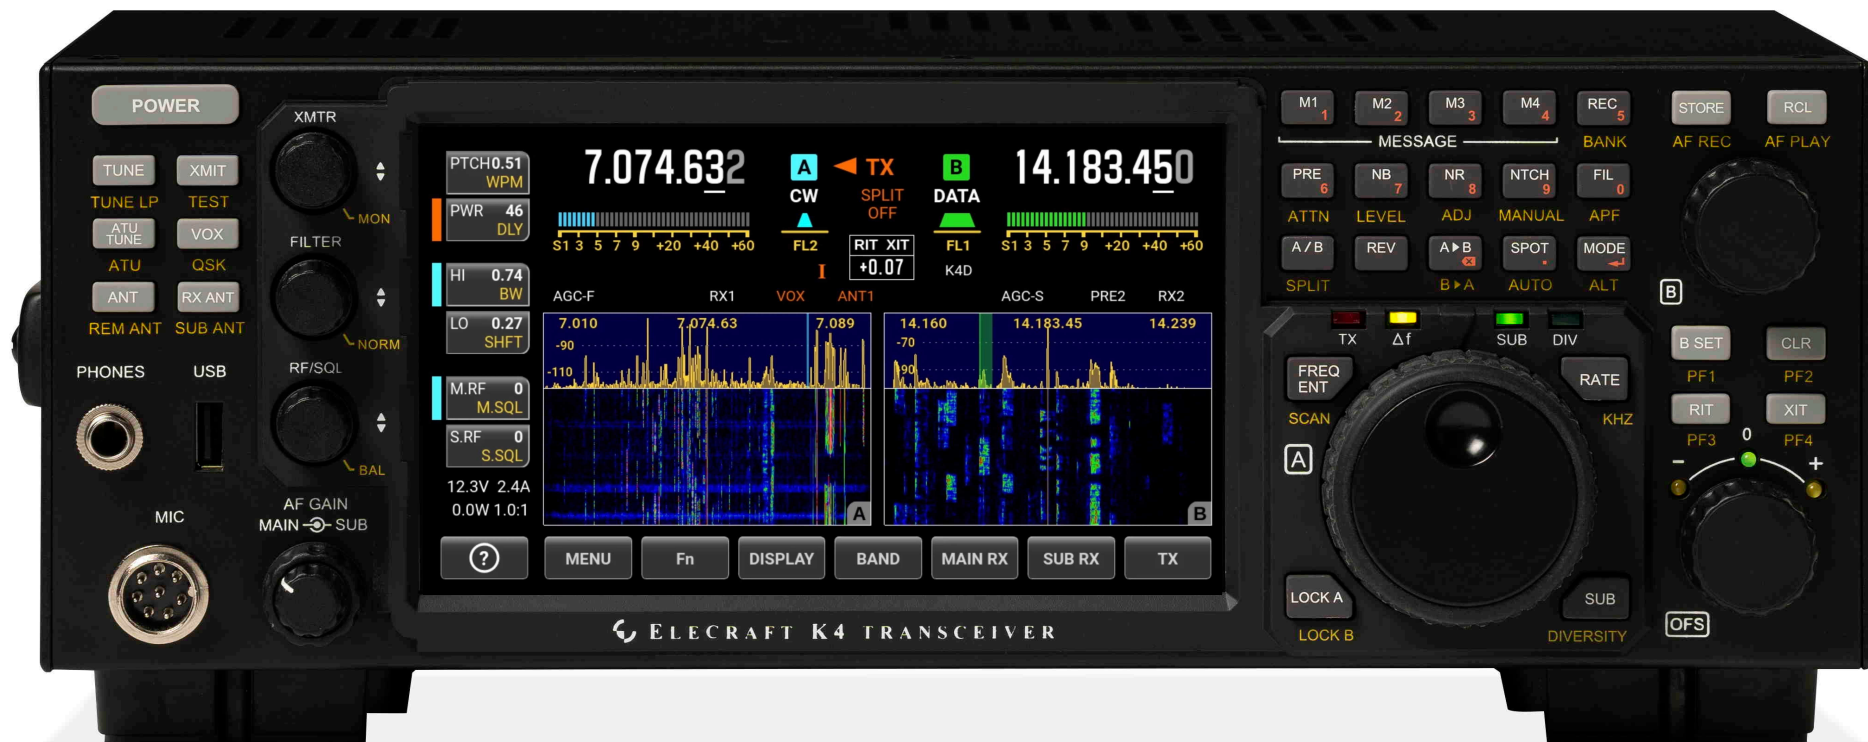 POWER
TUNE XMIT
TUNE LP TEST
ATU TUNE VOX
ATU QSK
ANT RX ANT
REM ANT SUB ANT
PHONES USB
MIC
XMTR
MON
FILTER
NORM
RF/SQL
BAL
AF GAIN
MAIN SUB
PTCH 0.51
WPM
PWR 46
DLY
HI 0.74
BW
LO 0.27
SHFT
M.RF 0
M.SQL
S.RF 0
S.SQL
12.3V 2.4A
0.0W 1.0:1
7.074.632
A TX B
14.183.450
CW SPLIT OFF DATA
S1 3 5 7 9 +20 +40 +60
FL2
RIT XIT
+0.07
FL1
S1 3 5 7 9 +20 +40 +60
I
K4D
AGC-F RX1 VOX ANT1
AGC-S PRE2 RX2
7.010 7.074.63 7.089
-90
-110
A
14.160 14.183.45 14.239
-70
-90
B
? MENU Fn DISPLAY BAND MAIN RX SUB RX TX
ELECRAFT K4 TRANSCEIVER
M1 1 M2 2 M3 3 M4 4 REC 5
MESSAGE BANK
PRE 6 NB 7 NR 8 NTCH 9 FIL 0
ATTN LEVEL ADJ MANUAL APF
A/B REV A▸B SPOT . MODE
SPLIT B▸A AUTO ALT
TX Δf SUB DIV
FREQ ENT RATE
SCAN KHZ
A
LOCK A SUB
LOCK B DIVERSITY
STORE RCL
AF REC AF PLAY
B
B SET CLR
PF1 PF2
RIT XIT
PF3 0 PF4
- +
OFS